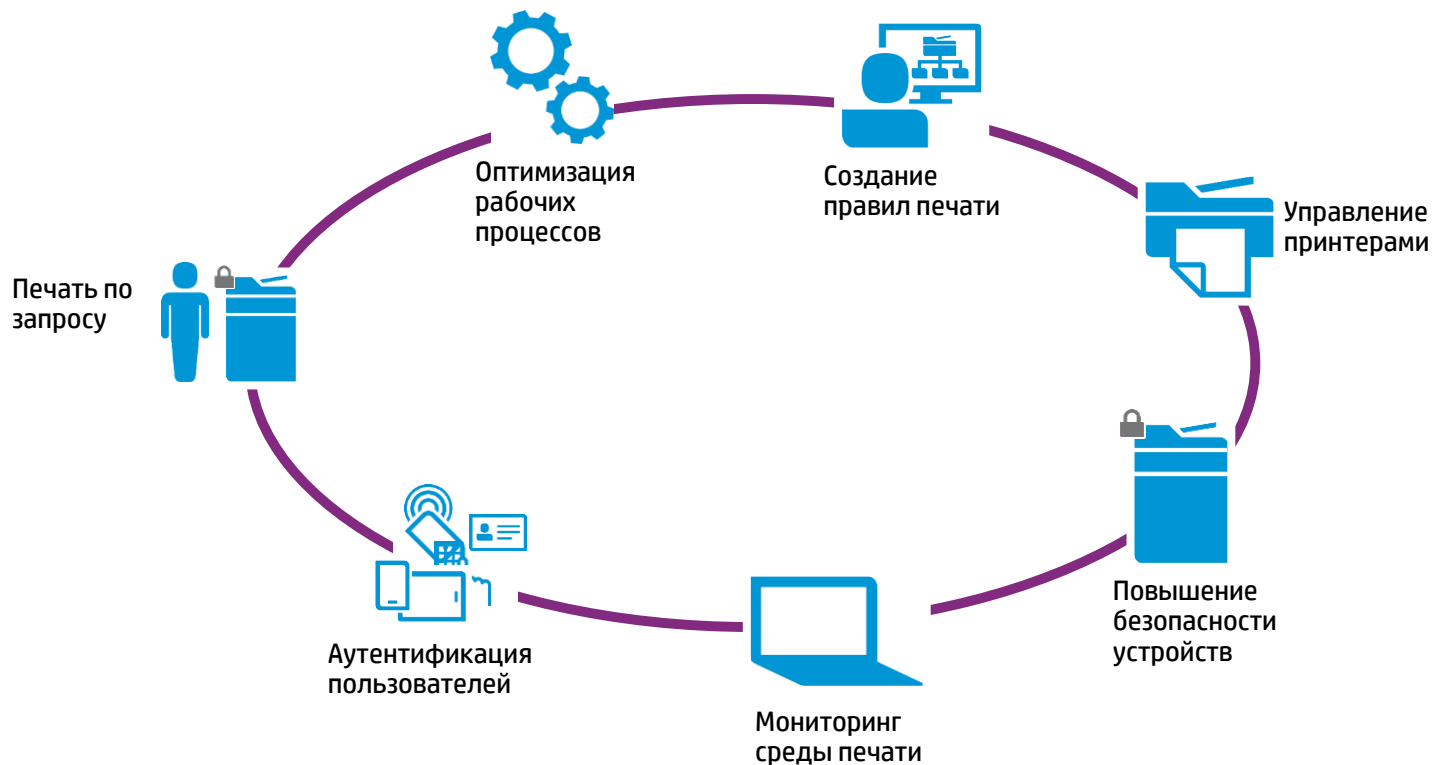 Оптимизация
рабочих
процессов
Создание
правил печати
Управление
принтерами
Печать по
запросу
Повышение
безопасности
устройств
Аутентификация
пользователей
Мониторинг
среды печати